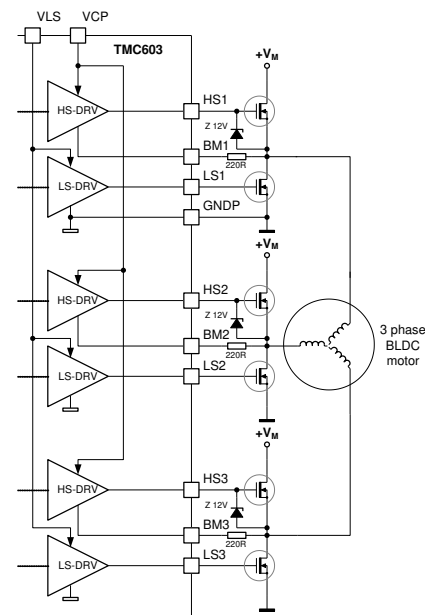 VLS VCP
TMC603
+VM
HS-DRV
HS1
Z 12V
BM1
220R
LS-DRV
LS1
GNDP
+VM
HS-DRV
HS2
Z 12V
BM2
220R
LS-DRV
LS2
3 phase
BLDC
motor
+VM
HS-DRV
HS3
Z 12V
BM3
220R
LS-DRV
LS3